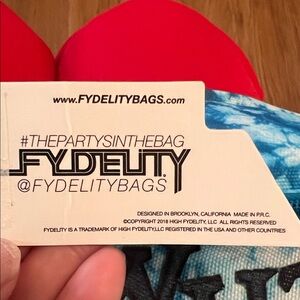 www.FYDELITYBAGS.com
#THEPARTYSINTHEBAG
FYDELITY
@FYDELITYBAGS
DESIGNED IN BROOKLYN, CALIFORNIA MADE IN P.R.C.
©COPYRIGHT 2018 HIGH FYDELITY, LLC ALL RIGHTS RESERVED
FYDELITY IS A TRADEMARK OF HIGH FYDELITY,LLC REGISTERED IN THE USA AND OTHER COUNTRIES